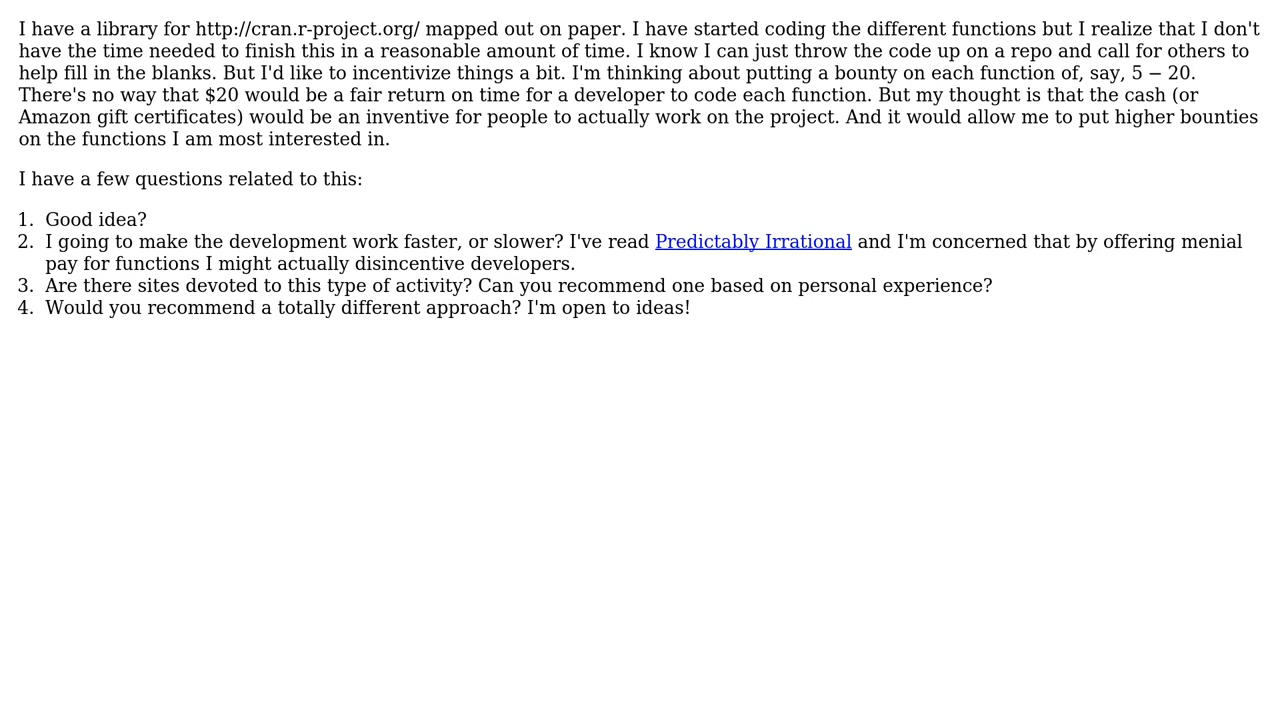 I have a library for http://cran.r-project.org/ mapped out on paper. I have started coding the different functions but I realize that I don't
have the time needed to finish this in a reasonable amount of time. I know I can just throw the code up on a repo and call for others to
help fill in the blanks. But I'd like to incentivize things a bit. I'm thinking about putting a bounty on each function of, say, 5 − 20.
There's no way that $20 would be a fair return on time for a developer to code each function. But my thought is that the cash (or
Amazon gift certificates) would be an inventive for people to actually work on the project. And it would allow me to put higher bounties
on the functions I am most interested in.
I have a few questions related to this:
1. Good idea?
2. I going to make the development work faster, or slower? I've read Predictably Irrational and I'm concerned that by offering menial
pay for functions I might actually disincentive developers.
3. Are there sites devoted to this type of activity? Can you recommend one based on personal experience?
4. Would you recommend a totally different approach? I'm open to ideas!